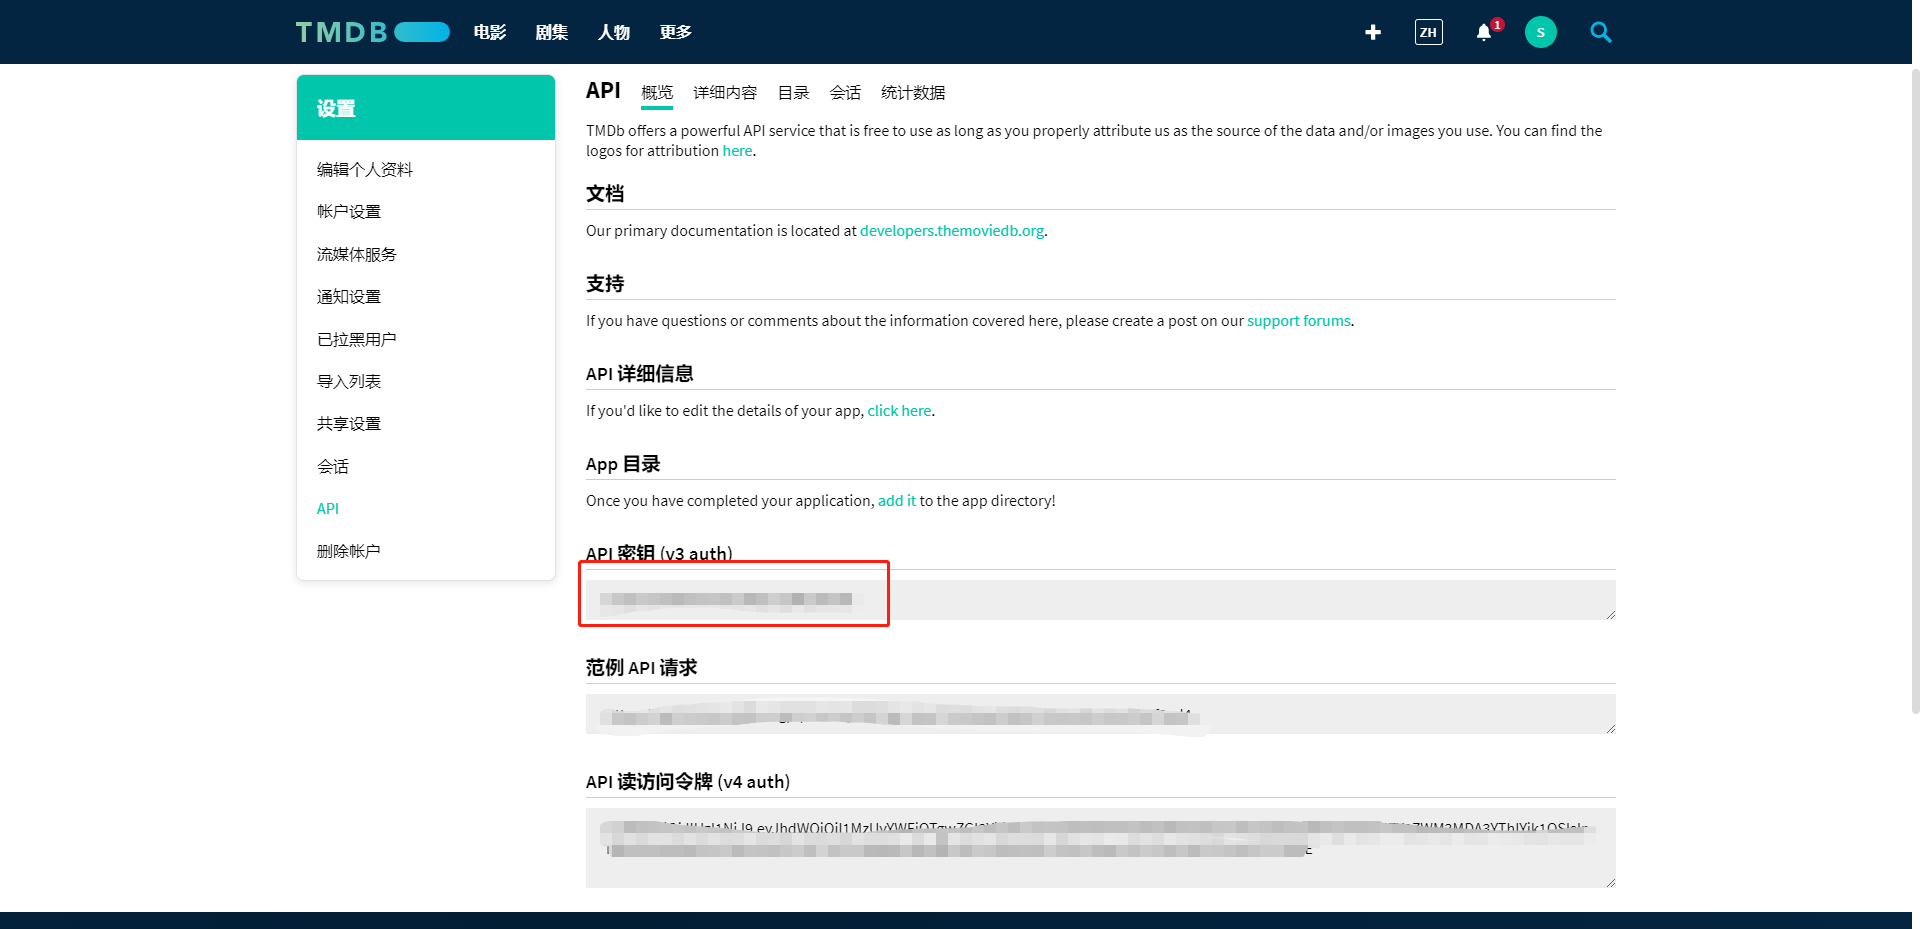 TMDB 电影 剧集 人物 更多 ZH 1 S
设置
编辑个人资料
帐户设置
流媒体服务
通知设置
已拉黑用户
导入列表
共享设置
会话
API
删除帐户
API 概览 详细内容 目录 会话 统计数据
TMDb offers a powerful API service that is free to use as long as you properly attribute us as the source of the data and/or images you use. You can find the
logos for attribution here.
文档
Our primary documentation is located at developers.themoviedb.org.
支持
If you have questions or comments about the information covered here, please create a post on our support forums.
API 详细信息
If you'd like to edit the details of your app, click here.
App 目录
Once you have completed your application, add it to the app directory!
API 密钥 (v3 auth)
范例 API 请求
API 读访问令牌 (v4 auth)